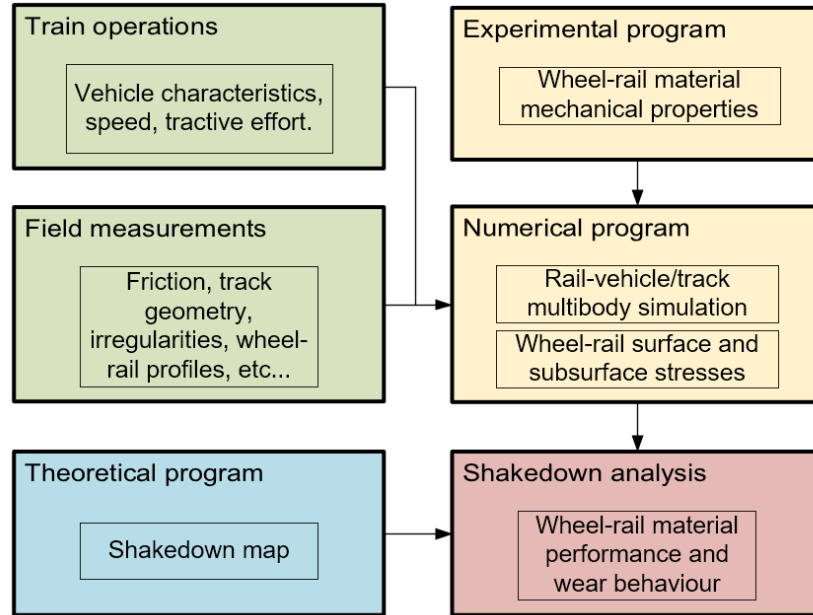 Train operations
Vehicle characteristics,
speed, tractive effort.
Experimental program
Wheel-rail material
mechanical properties
Field measurements
Friction, track
geometry,
irregularities, wheel-
rail profiles, etc...
Numerical program
Rail-vehicle/track
multibody simulation
Wheel-rail surface and
subsurface stresses
Theoretical program
Shakedown map
Shakedown analysis
Wheel-rail material
performance and
wear behaviour